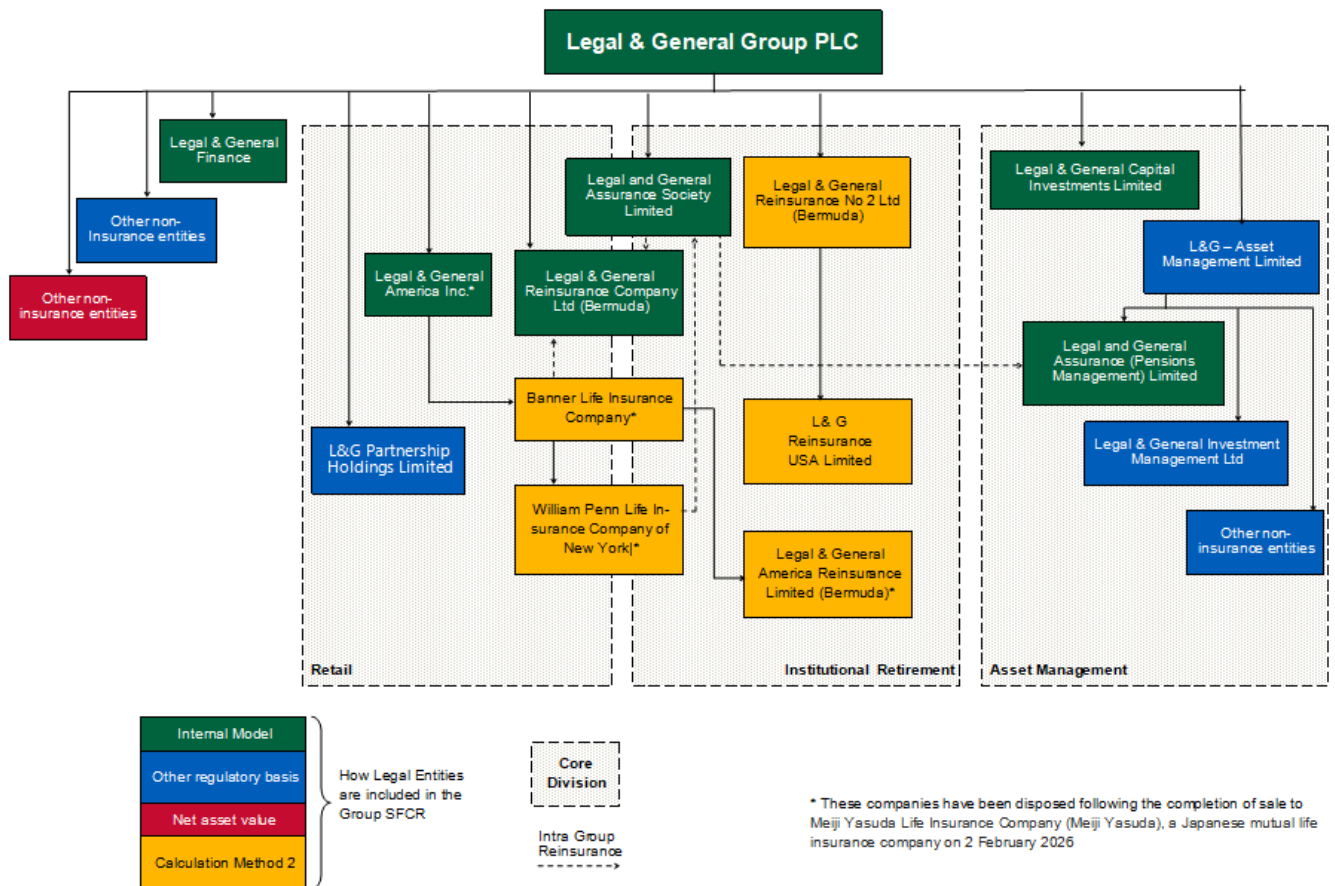 Legal & General Group PLC
Legal & General
Finance
Other non-
Insurance entities
Other non-
insurance entities
Legal & General
America Inc.*
L&G Partnership
Holdings Limited
Legal and General
Assurance Society
Limited
Legal & General
Reinsurance Company
Ltd (Bermuda)
Banner Life Insurance
Company*
William Penn Life In-
surance Company of
New York|*
Legal & General
Reinsurance No 2 Ltd
(Bermuda)
L& G
Reinsurance
USA Limited
Legal & General
America Reinsurance
Limited (Bermuda)*
Legal & General Capital
Investments Limited
L&G – Asset
Management Limited
Legal and General
Assurance (Pensions
Management) Limited
Legal & General Investment
Management Ltd
Other non-
insurance entities
Retail
Institutional Retirement
Asset Management
Internal Model
Other regulatory basis
Net asset value
Calculation Method 2
How Legal Entities
are included in the
Group SFCR
Core
Division
Intra Group
Reinsurance
* These companies have been disposed following the completion of sale to
Meiji Yasuda Life Insurance Company (Meiji Yasuda), a Japanese mutual life
insurance company on 2 February 2026